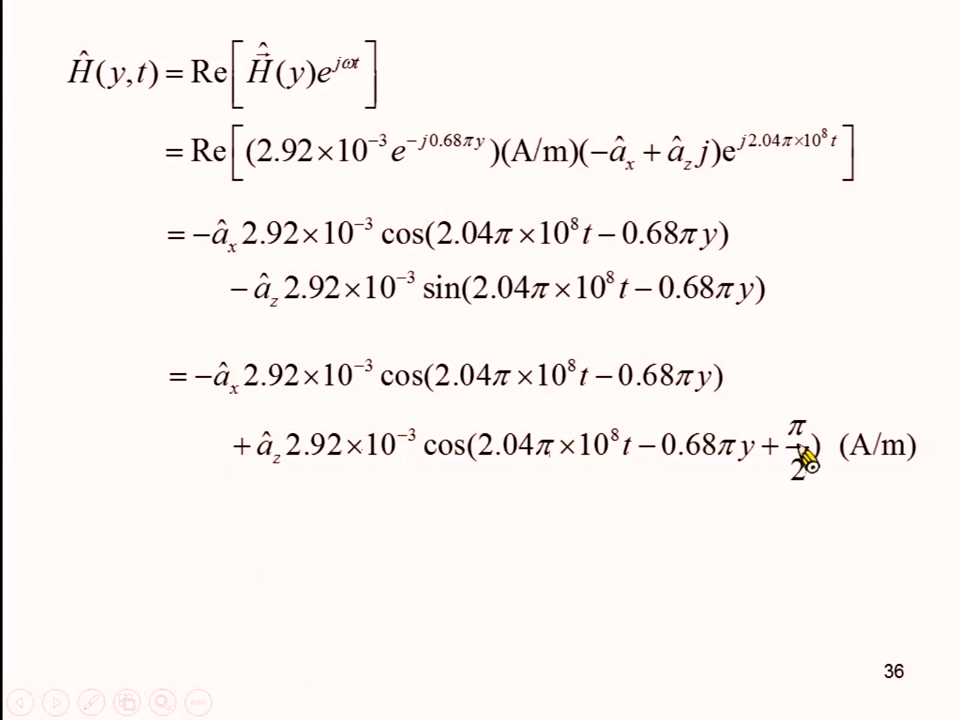 Ĥ(y,t) = Re[ Ĥ⃗(y)e^{jωt} ]
= Re[ (2.92×10^{−3} e^{−j0.68πy})(A/m)(−â_x + â_z j)e^{j2.04π×10^8 t} ]
= −â_x 2.92×10^{−3} cos(2.04π×10^8 t − 0.68πy)
− â_z 2.92×10^{−3} sin(2.04π×10^8 t − 0.68πy)
= −â_x 2.92×10^{−3} cos(2.04π×10^8 t − 0.68πy)
+ â_z 2.92×10^{−3} cos(2.04π×10^8 t − 0.68πy + π/2) (A/m)
36